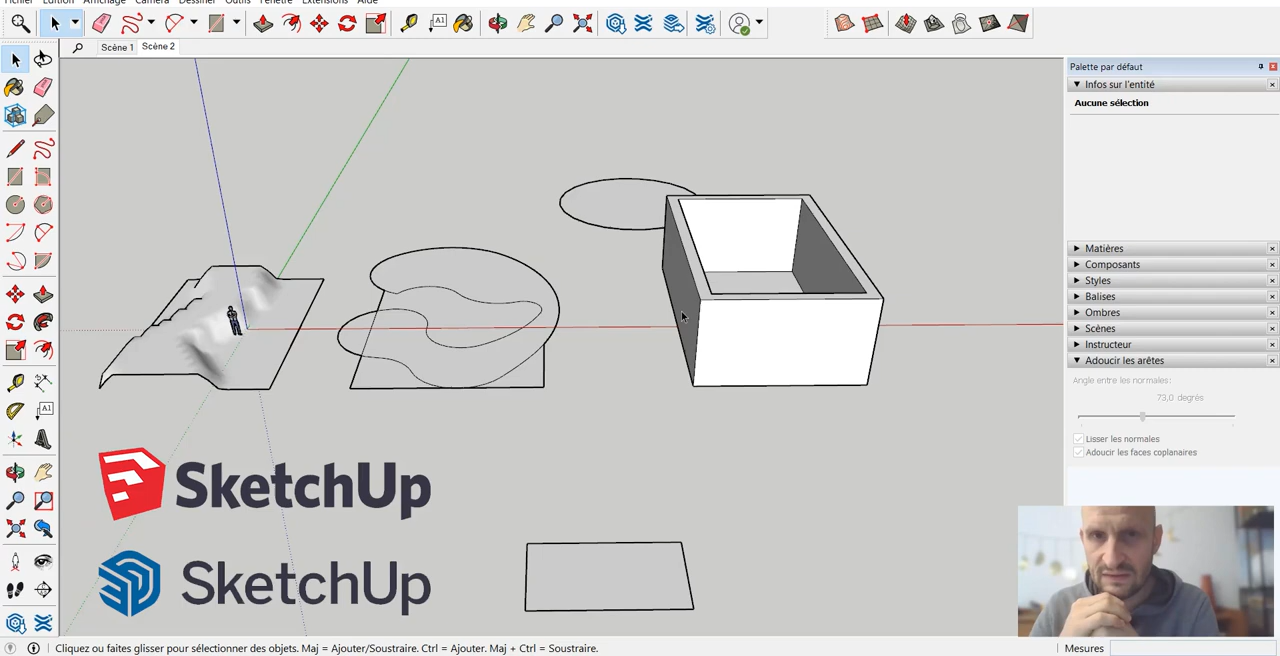 Fichier Edition Affichage Caméra Dessiner Outils Fenêtre Extensions Aide
A1
Scène 1 Scène 2
Palette par défaut
Infos sur l'entité
Aucune sélection
A1
Matières
Composants
Styles
Balises
Ombres
Scènes
Instructeur
Adoucir les arêtes
Angle entre les normales:
73,0 degrés
Lisser les normales
Adoucir les faces coplanaires
SketchUp
SketchUp
Cliquez ou faites glisser pour sélectionner des objets. Maj = Ajouter/Soustraire. Ctrl = Ajouter. Maj + Ctrl = Soustraire.
Mesures